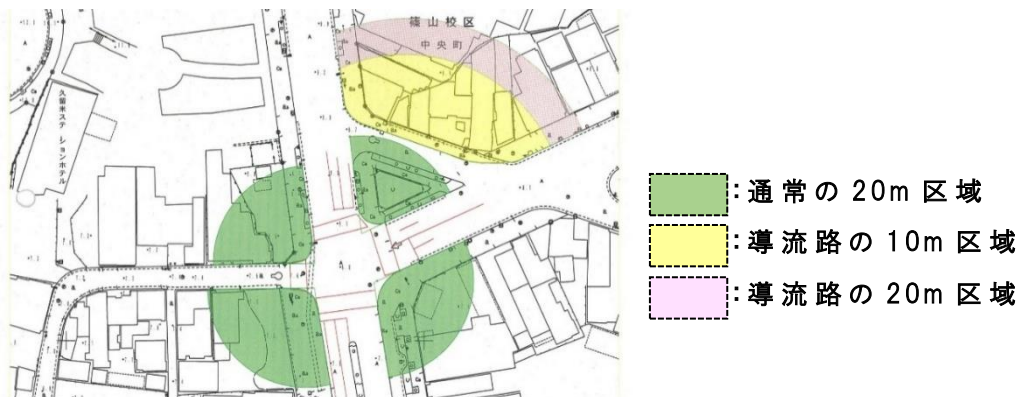 篠山校区
中央町
久留米ステーションホテル
:通常の20m区域
:導流路の10m区域
:導流路の20m区域